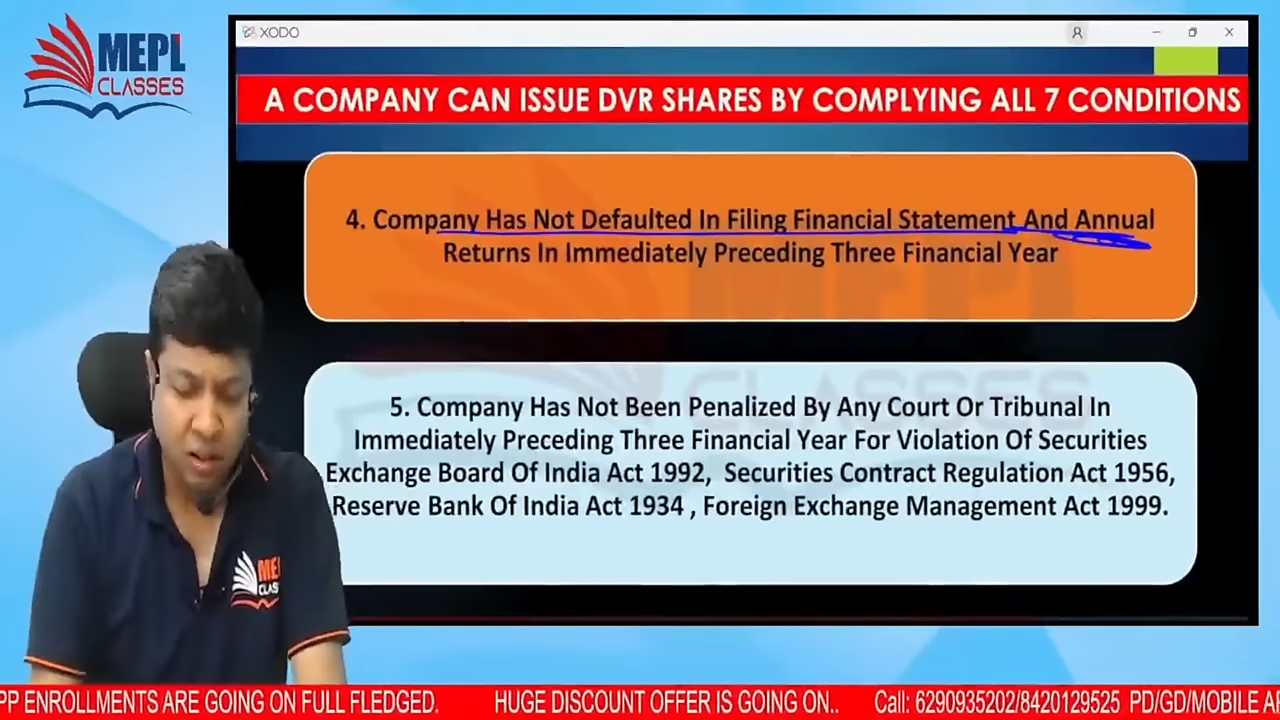 MEPL
CLASSES
XODO
A COMPANY CAN ISSUE DVR SHARES BY COMPLYING ALL 7 CONDITIONS
4. Company Has Not Defaulted In Filing Financial Statement And Annual
Returns In Immediately Preceding Three Financial Year
MEPL
CLASSES
5. Company Has Not Been Penalized By Any Court Or Tribunal In
Immediately Preceding Three Financial Year For Violation Of Securities
Exchange Board Of India Act 1992, Securities Contract Regulation Act 1956,
Reserve Bank Of India Act 1934 , Foreign Exchange Management Act 1999.
ME
CLAS
PP ENROLLMENTS ARE GOING ON FULL FLEDGED. HUGE DISCOUNT OFFER IS GOING ON.. Call: 6290935202/8420129525 PD/GD/MOBILE A